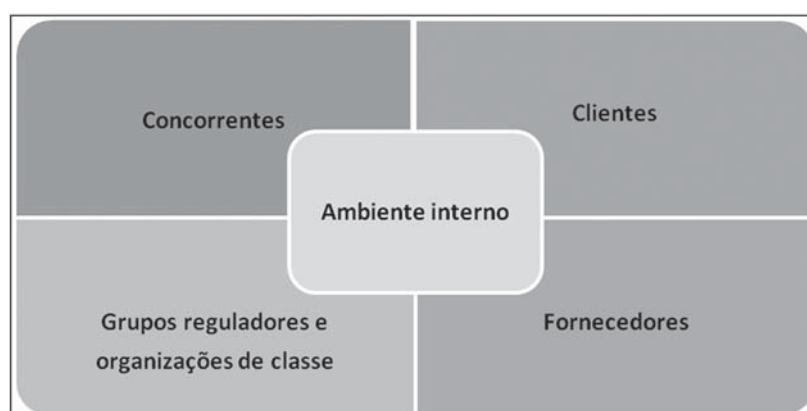 Concorrentes
Clientes
Ambiente interno
Grupos reguladores e
organizações de classe
Fornecedores